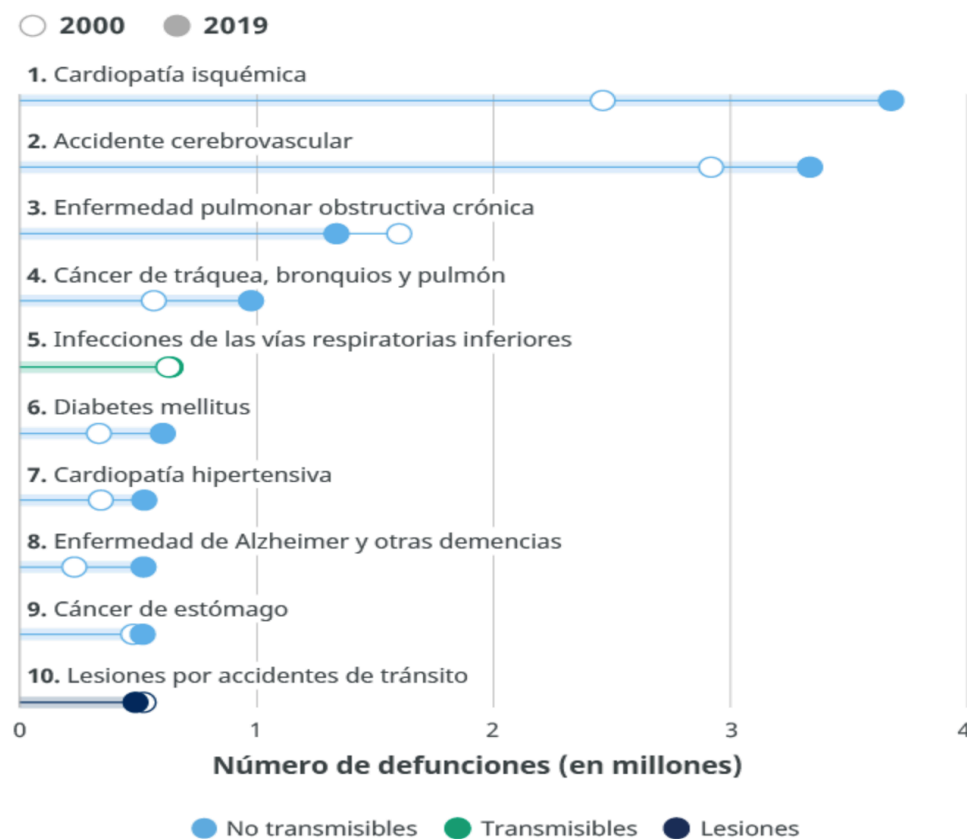 2000 2019
1. Cardiopatía isquémica
2. Accidente cerebrovascular
3. Enfermedad pulmonar obstructiva crónica
4. Cáncer de tráquea, bronquios y pulmón
5. Infecciones de las vías respiratorias inferiores
6. Diabetes mellitus
7. Cardiopatía hipertensiva
8. Enfermedad de Alzheimer y otras demencias
9. Cáncer de estómago
10. Lesiones por accidentes de tránsito
0 1 2 3 4
Número de defunciones (en millones)
No transmisibles Transmisibles Lesiones